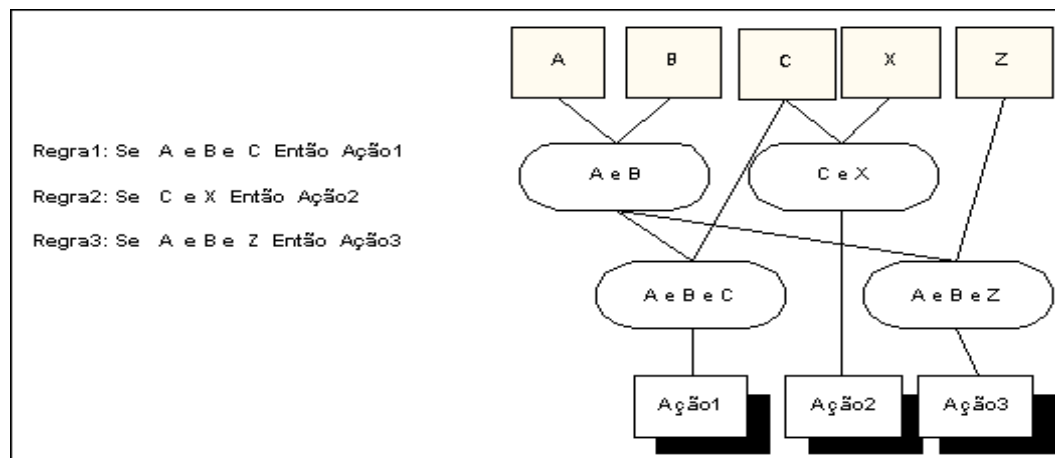 A
B
C
X
Z
Regra1: Se A e B e C Então Ação1
Regra2: Se C e X Então Ação2
Regra3: Se A e B e Z Então Ação3
A e B
C e X
A e B e C
A e B e Z
Ação1
Ação2
Ação3